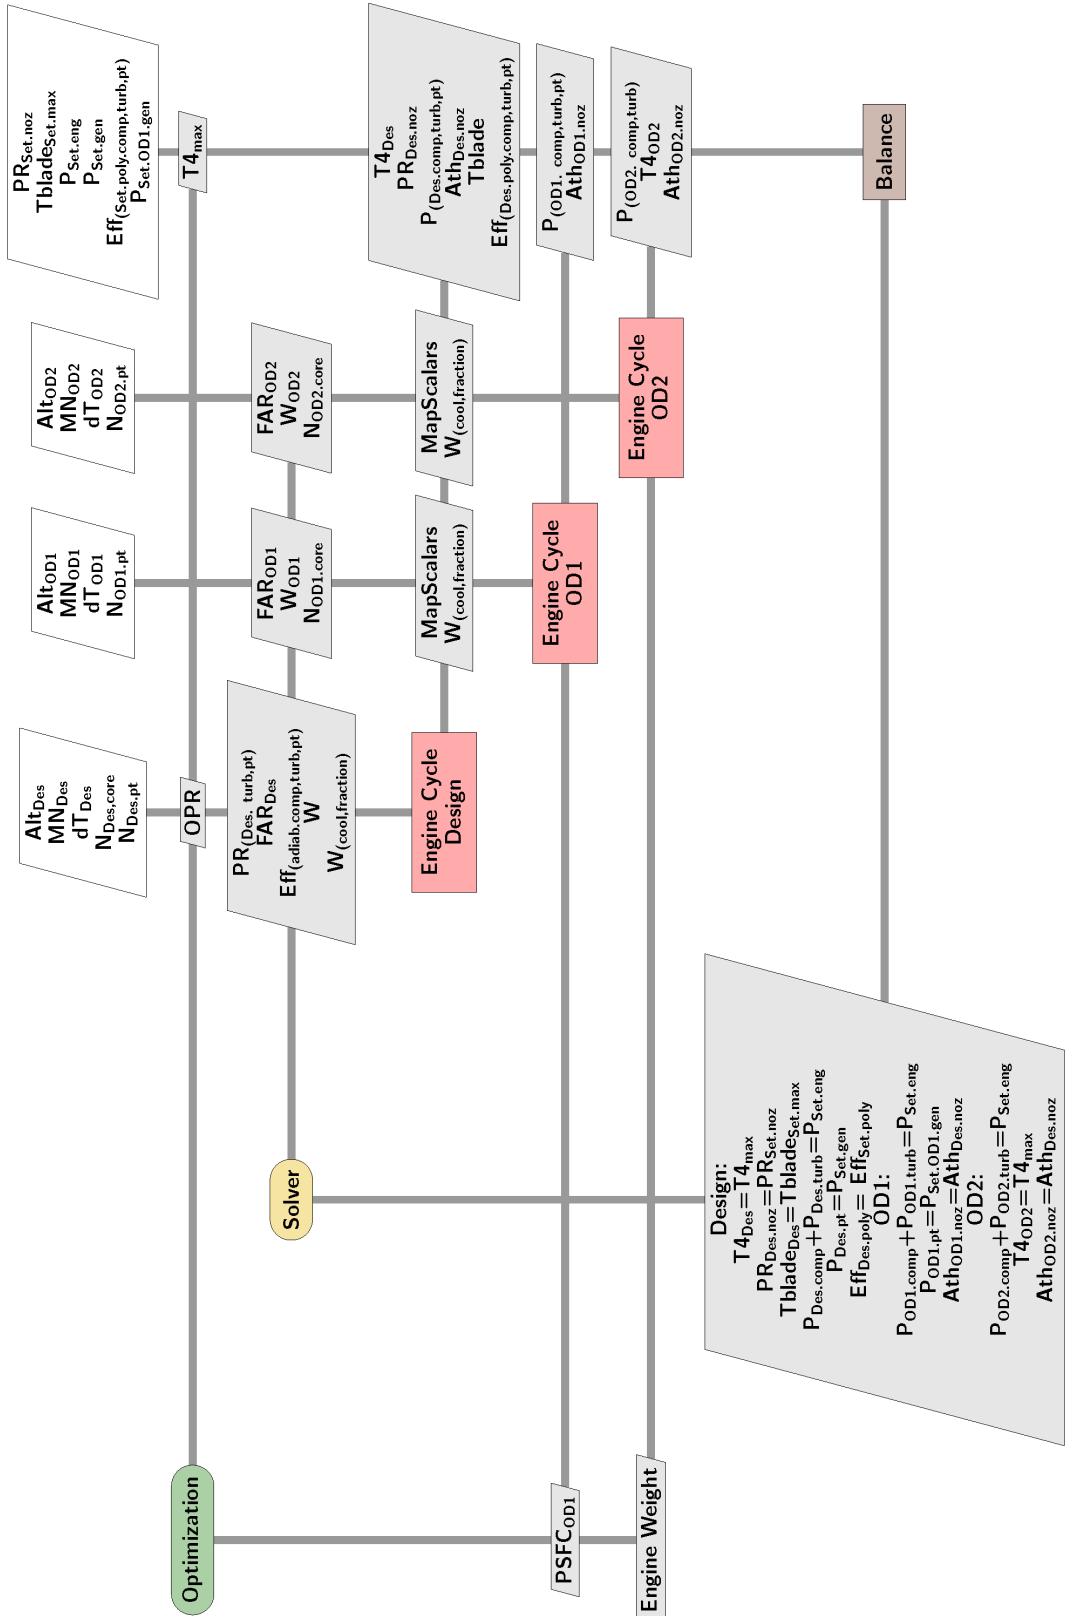 Optimization
OPR
T4max
Solver
AltDes
MNDes
dTDes
NDes,core
NDes.pt
AltOD1
MNOD1
dTOD1
NOD1.pt
AltOD2
MNOD2
dTOD2
NOD2.pt
PRSet.noz
TbladeSet.max
PSet.eng
PSet.gen
Eff(Set.poly.comp,turb,pt)
PSet.OD1.gen
PR(Des. turb,pt)
FARDes
Eff(adiab.comp,turb,pt)
W
W(cool,fraction)
FAROD1
WOD1
NOD1.core
FAROD2
WOD2
NOD2.core
Engine Cycle
Design
MapScalars
W(cool,fraction)
MapScalars
W(cool,fraction)
T4Des
PRDes.noz
P(Des.comp,turb,pt)
AthDes.noz
Tblade
Eff(Des.poly.comp,turb,pt)
PSFCOD1
Engine Cycle
OD1
P(OD1. comp,turb,pt)
AthOD1.noz
Engine Weight
Engine Cycle
OD2
P(OD2. comp,turb)
T4OD2
AthOD2.noz
Design:
T4Des=T4max
PRDes.noz=PRSet.noz
TbladeDes=TbladeSet.max
PDes.comp+PDes.turb=PSet.eng
PDes.pt=PSet.gen
EffDes.poly= EffSet.poly
OD1:
POD1.comp+POD1.turb=PSet.eng
POD1.pt=PSet.OD1.gen
AthOD1.noz=AthDes.noz
OD2:
POD2.comp+POD2.turb=PSet.eng
T4OD2=T4max
AthOD2.noz=AthDes.noz
Balance